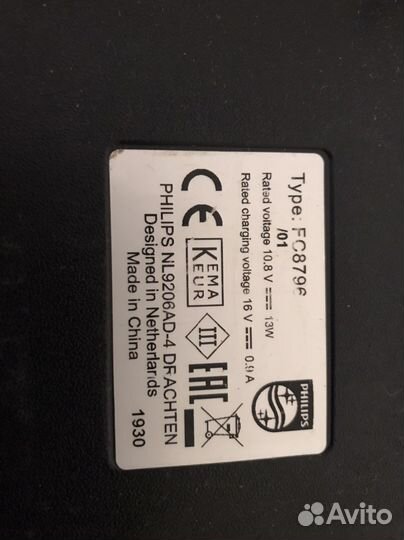 Type: FC8796
/01
Rated voltage 10,8 V ⎓ 13W
Rated charging voltage 16 V ⎓ 0.9 A
PHILIPS
CE
KEMA
KEUR
III
EAC
PHILIPS NL9206AD-4 DRACHTEN
Designed in Netherlands
Made in China
1930
Avito